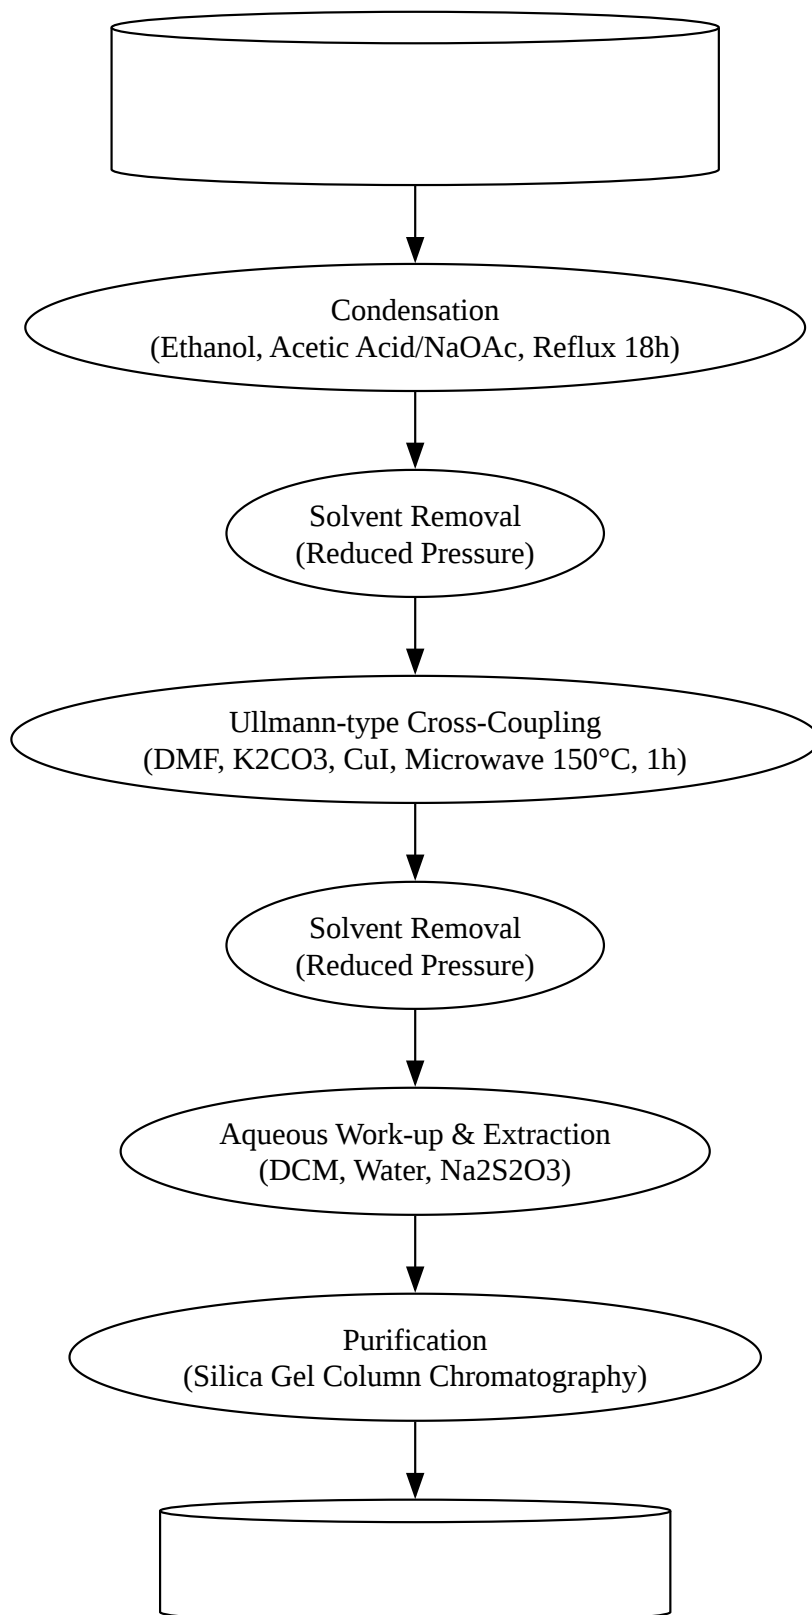 Condensation
(Ethanol, Acetic Acid/NaOAc, Reflux 18h)
Solvent Removal
(Reduced Pressure)
Ullmann-type Cross-Coupling
(DMF, K2CO3, CuI, Microwave 150°C, 1h)
Solvent Removal
(Reduced Pressure)
Aqueous Work-up & Extraction
(DCM, Water, Na2S2O3)
Purification
(Silica Gel Column Chromatography)